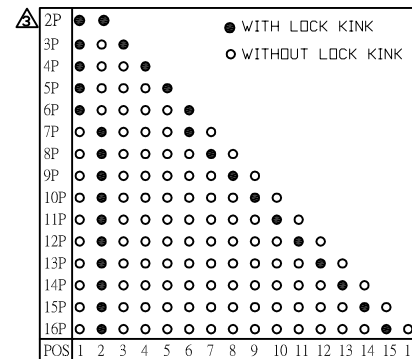 3
2P
WITH LOCK KINK
3P
WITHOUT LOCK KINK
4P
5P
6P
7P
8P
9P
10P
11P
12P
13P
14P
15P
16P
POS 1 2 3 4 5 6 7 8 9 10 11 12 13 14 15